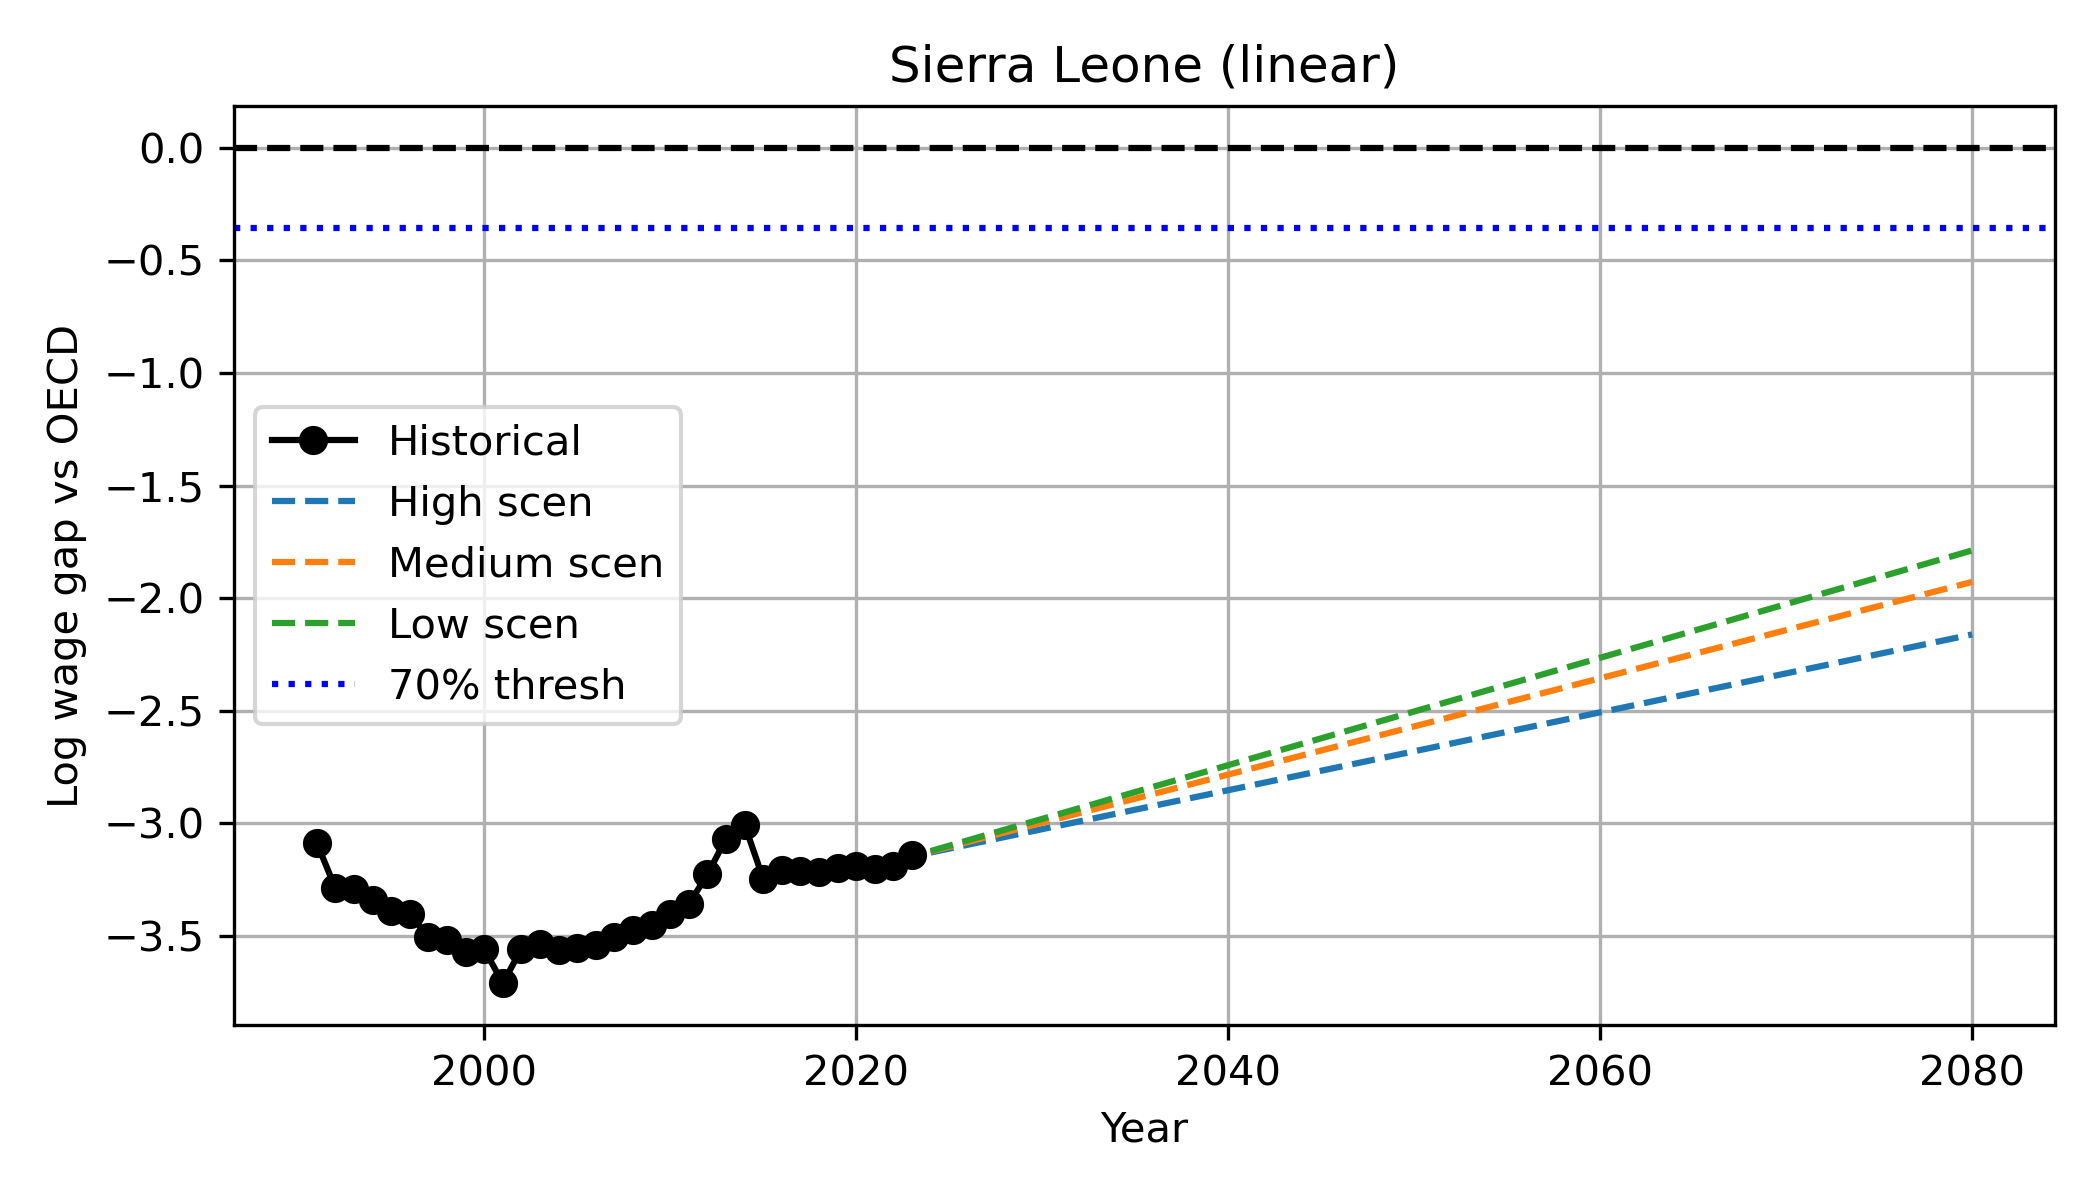 Sierra Leone (linear)
0.0
−0.5
−1.0
−1.5
−2.0
−2.5
−3.0
−3.5
Log wage gap vs OECD
Historical
High scen
Medium scen
Low scen
70% thresh
2000 2020 2040 2060 2080
Year